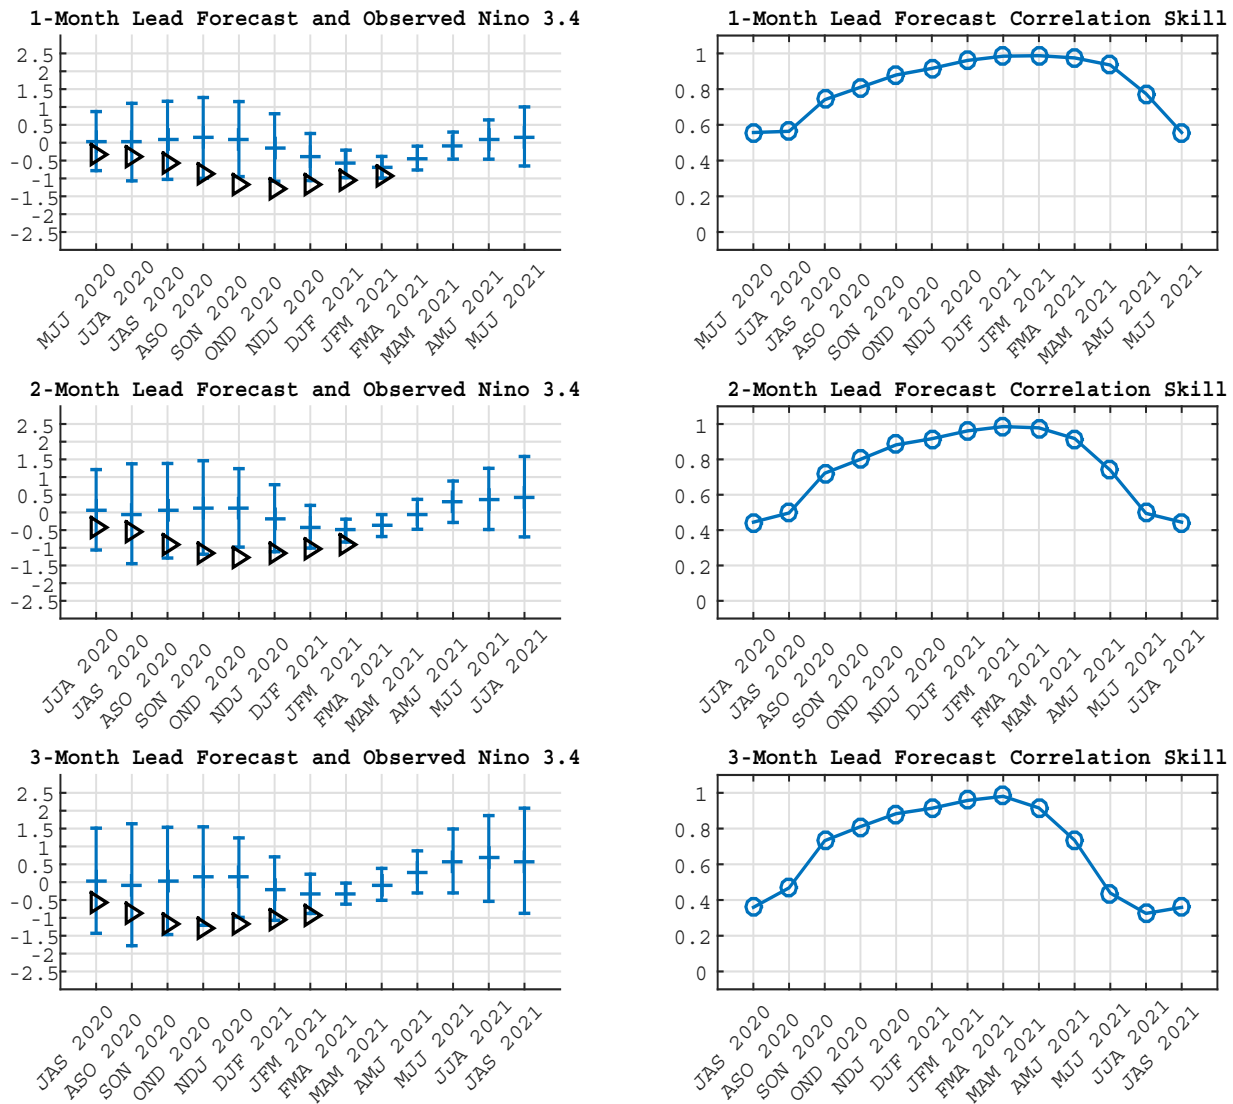 1-Month Lead Forecast and Observed Nino 3.4
2.5
2
1.5
1
0.5
0
-0.5
-1
-1.5
-2
-2.5
MJJ 2020
JJA 2020
JAS 2020
ASO 2020
SON 2020
OND 2020
NDJ 2020
DJF 2021
JFM 2021
FMA 2021
MAM 2021
AMJ 2021
MJJ 2021
1-Month Lead Forecast Correlation Skill
1
0.8
0.6
0.4
0.2
0
MJJ 2020
JJA 2020
JAS 2020
ASO 2020
SON 2020
OND 2020
NDJ 2020
DJF 2021
JFM 2021
FMA 2021
MAM 2021
AMJ 2021
MJJ 2021
2-Month Lead Forecast and Observed Nino 3.4
2.5
2
1.5
1
0.5
0
-0.5
-1
-1.5
-2
-2.5
JJA 2020
JAS 2020
ASO 2020
SON 2020
OND 2020
NDJ 2020
DJF 2021
JFM 2021
FMA 2021
MAM 2021
AMJ 2021
MJJ 2021
JJA 2021
2-Month Lead Forecast Correlation Skill
1
0.8
0.6
0.4
0.2
0
JJA 2020
JAS 2020
ASO 2020
SON 2020
OND 2020
NDJ 2020
DJF 2021
JFM 2021
FMA 2021
MAM 2021
AMJ 2021
MJJ 2021
JJA 2021
3-Month Lead Forecast and Observed Nino 3.4
2.5
2
1.5
1
0.5
0
-0.5
-1
-1.5
-2
-2.5
JAS 2020
ASO 2020
SON 2020
OND 2020
NDJ 2020
DJF 2021
JFM 2021
FMA 2021
MAM 2021
AMJ 2021
MJJ 2021
JJA 2021
JAS 2021
3-Month Lead Forecast Correlation Skill
1
0.8
0.6
0.4
0.2
0
JAS 2020
ASO 2020
SON 2020
OND 2020
NDJ 2020
DJF 2021
JFM 2021
FMA 2021
MAM 2021
AMJ 2021
MJJ 2021
JJA 2021
JAS 2021